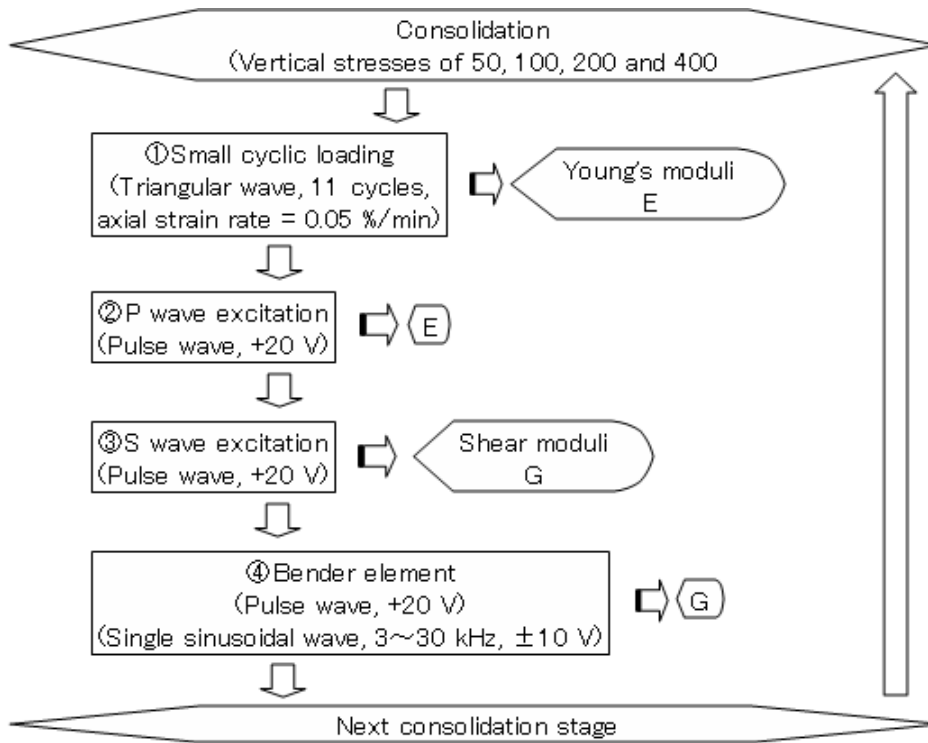 Consolidation
(Vertical stresses of 50, 100, 200 and 400
①Small cyclic loading
(Triangular wave, 11 cycles,
axial strain rate = 0.05 %/min)
Young's moduli
E
②P wave excitation
(Pulse wave, +20 V)
E
③S wave excitation
(Pulse wave, +20 V)
Shear moduli
G
④Bender element
(Pulse wave, +20 V)
(Single sinusoidal wave, 3～30 kHz, ±10 V)
G
Next consolidation stage